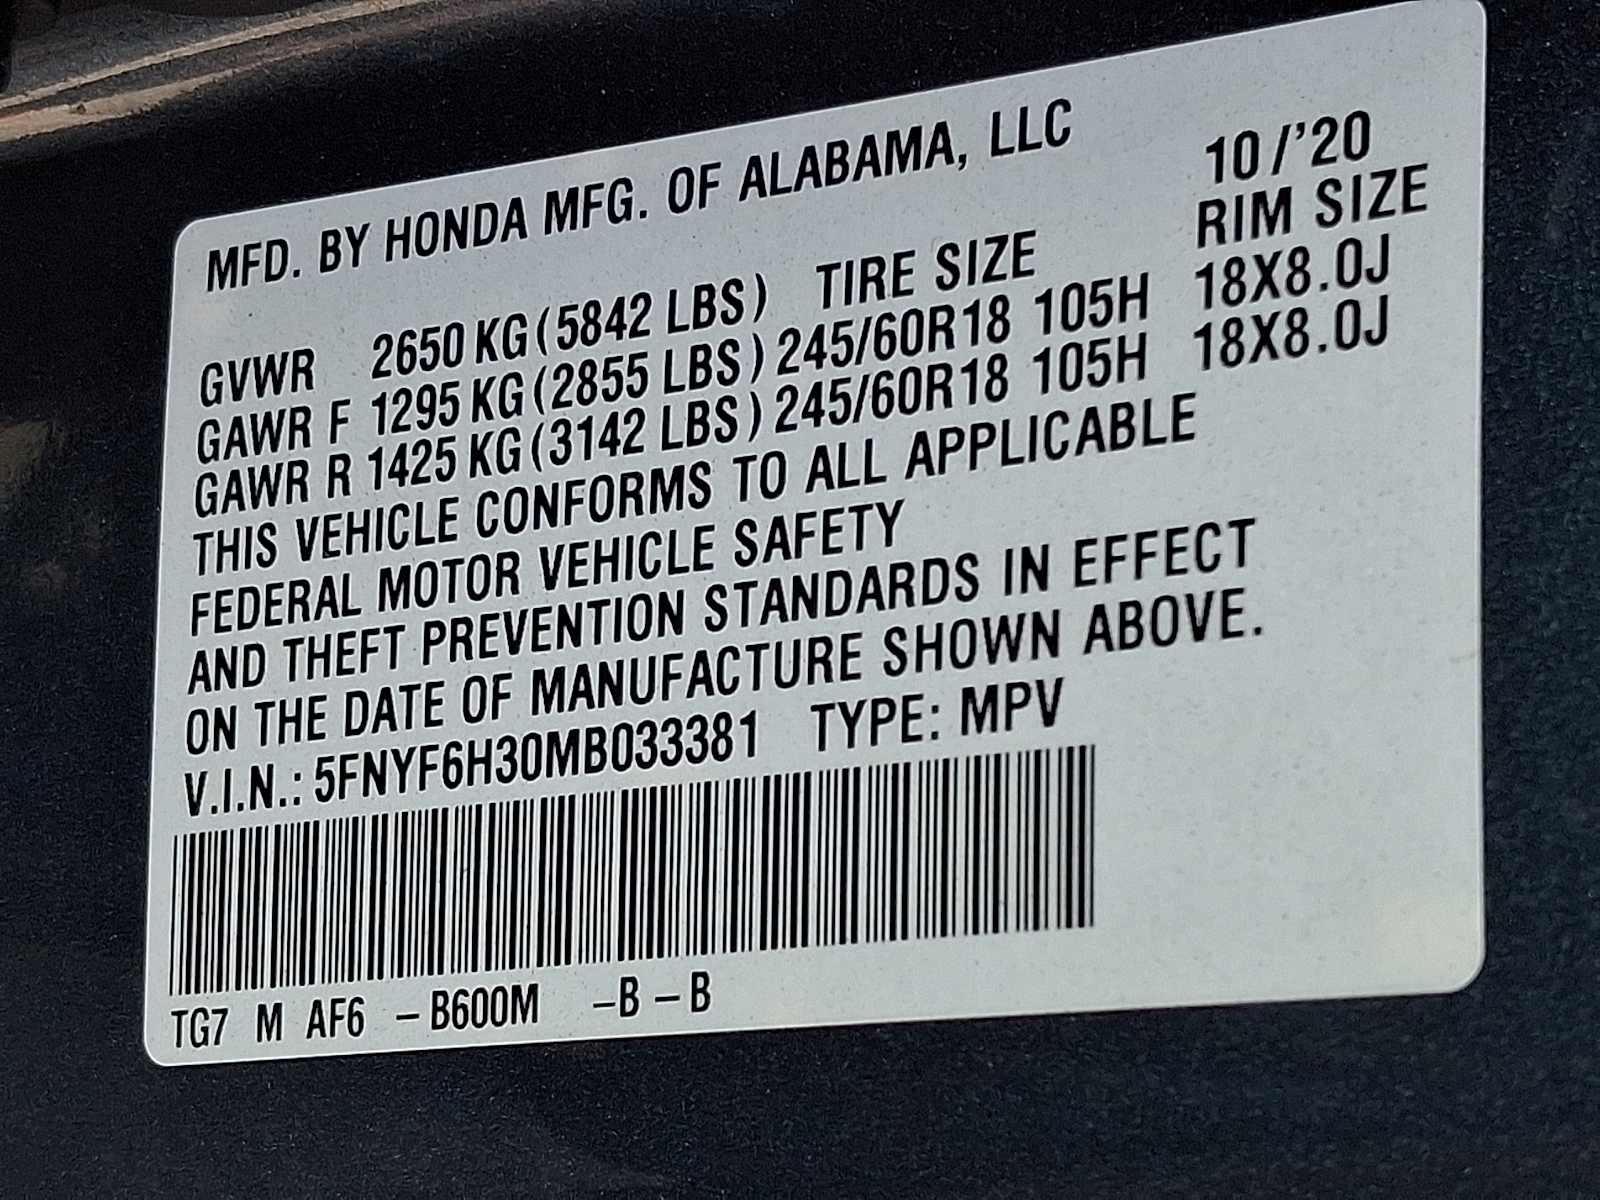 MFD. BY HONDA MFG. OF ALABAMA, LLC
10/'20
GVWR 2650 KG (5842 LBS) TIRE SIZE RIM SIZE
GAWR F 1295 KG (2855 LBS) 245/60R18 105H 18X8.0J
GAWR R 1425 KG (3142 LBS) 245/60R18 105H 18X8.0J
THIS VEHICLE CONFORMS TO ALL APPLICABLE
FEDERAL MOTOR VEHICLE SAFETY
AND THEFT PREVENTION STANDARDS IN EFFECT
ON THE DATE OF MANUFACTURE SHOWN ABOVE.
V.I.N.: 5FNYF6H30MB033381 TYPE: MPV
TG7 M AF6 – B600M –B – B